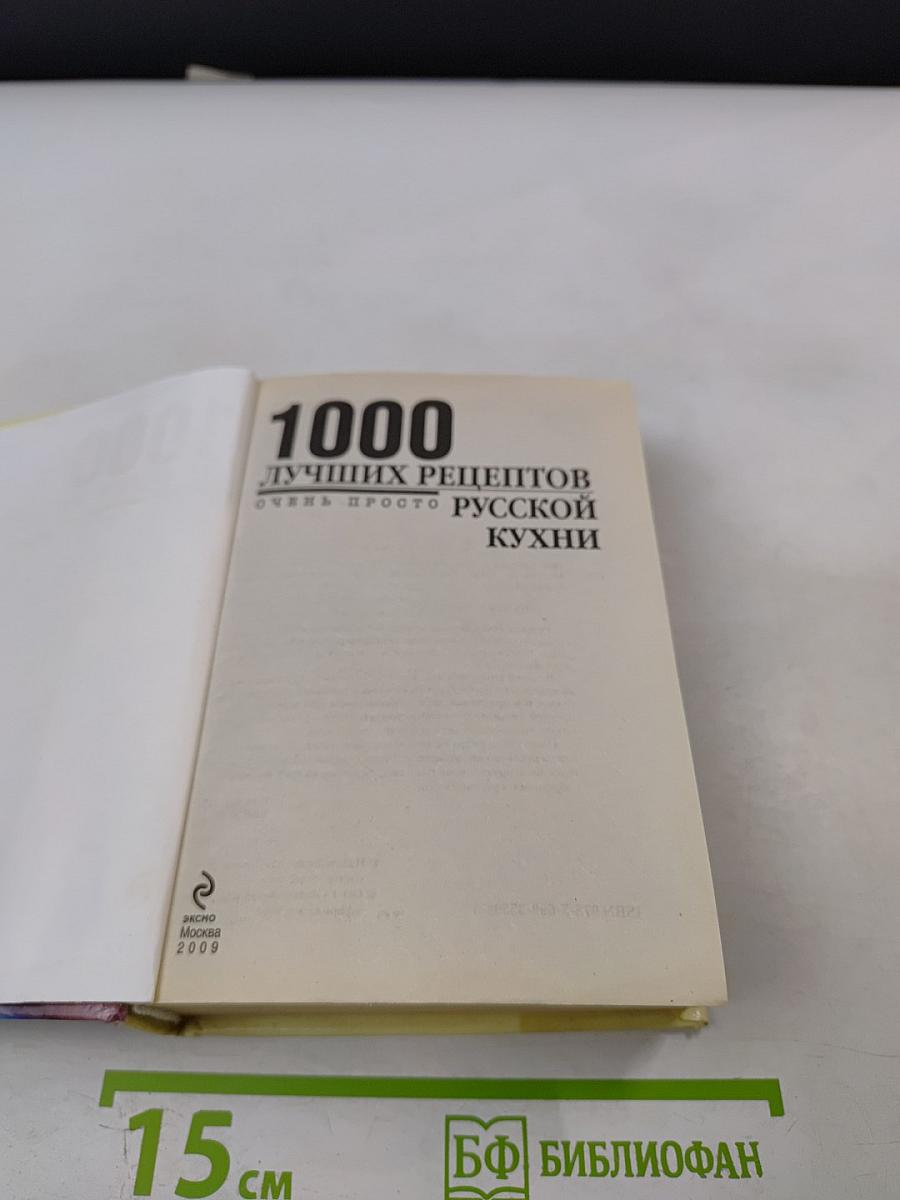 1000
ЛУЧШИХ РЕЦЕПТОВ
ОЧЕНЬ ПРОСТО
РУССКОЙ
КУХНИ
ЭКСМО
Москва
2009
15 см
БФ БИБЛИОФАН